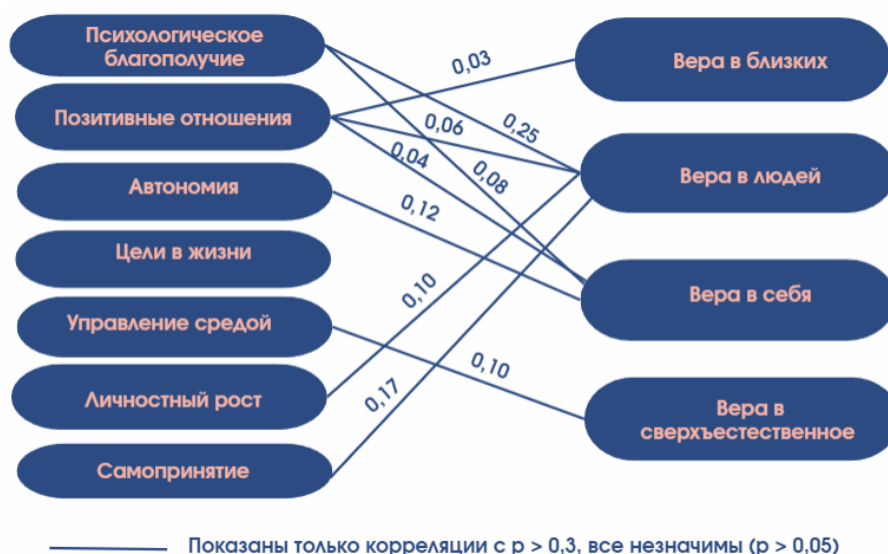 Психологическое
благополучие
Позитивные отношения
Автономия
Цели в жизни
Управление средой
Личностный рост
Самопринятие
0,03
0,06
0,25
0,04
0,08
0,12
0,10
0,10
0,17
Вера в близких
Вера в людей
Вера в себя
Вера в
сверхъестественное
Показаны только корреляции с p > 0,3, все незначимы (p > 0,05)